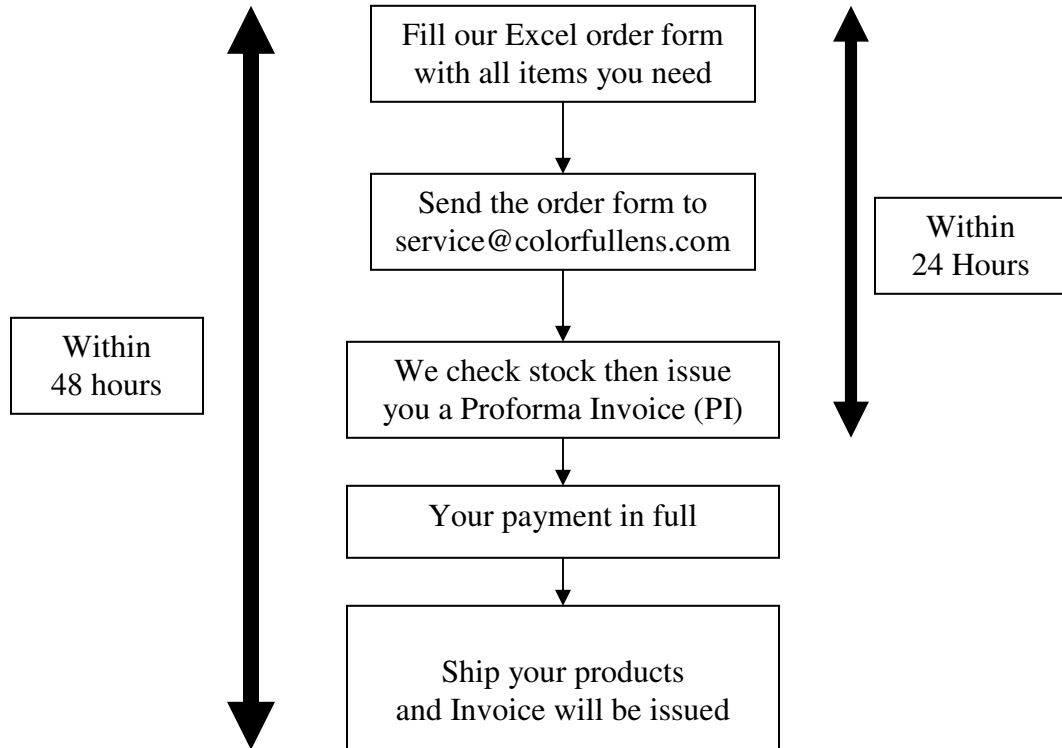 Fill our Excel order form
with all items you need
Send the order form to
service@colorfullens.com
Within
24 Hours
Within
48 hours
We check stock then issue
you a Proforma Invoice (PI)
Your payment in full
Ship your products
and Invoice will be issued